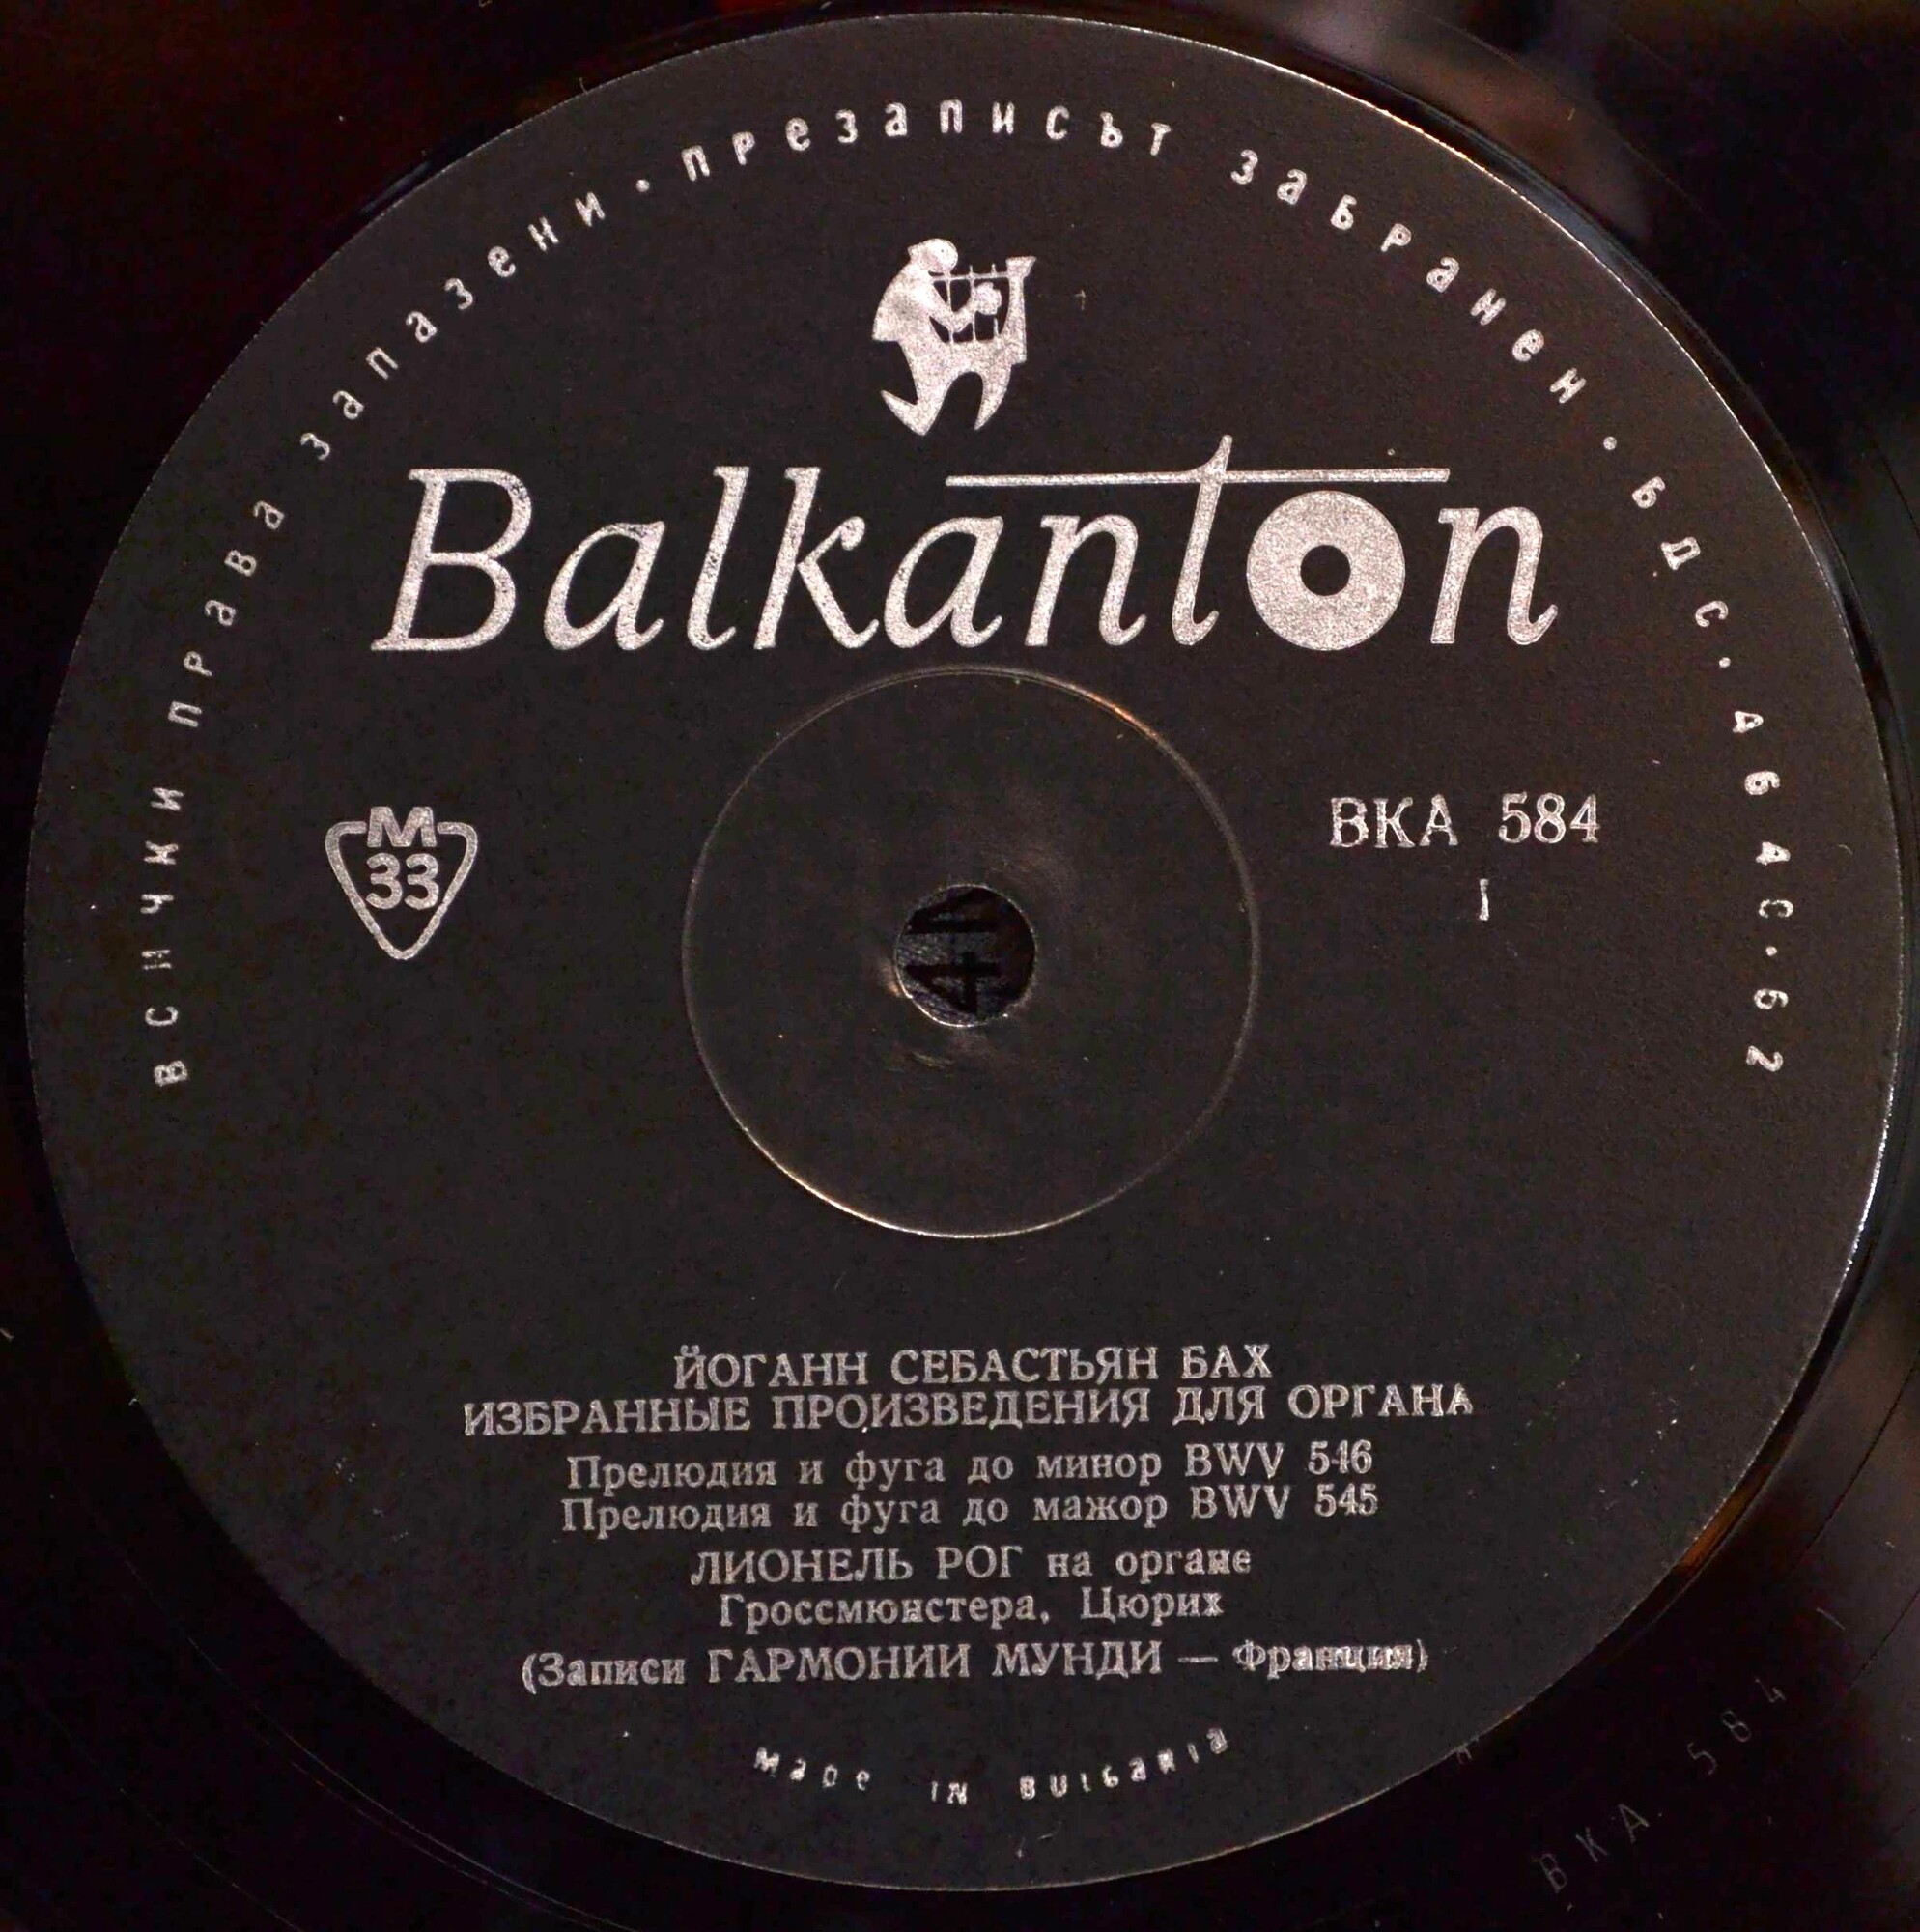 всички права запазени · презаписът забранен · бдс · 4646с · 62
Balkanton
М
33
ВКА 584
I
ЙОГАНН СЕБАСТЬЯН БАХ
ИЗБРАННЫЕ ПРОИЗВЕДЕНИЯ ДЛЯ ОРГАНА
Прелюдия и фуга до минор BWV 546
Прелюдия и фуга до мажор BWV 545
ЛИОНЕЛЬ РОГ на органе
Гроссмюнстера, Цюрих
(Записи ГАРМОНИИ МУНДИ — Франция)
made in bulgaria
ВКА 584